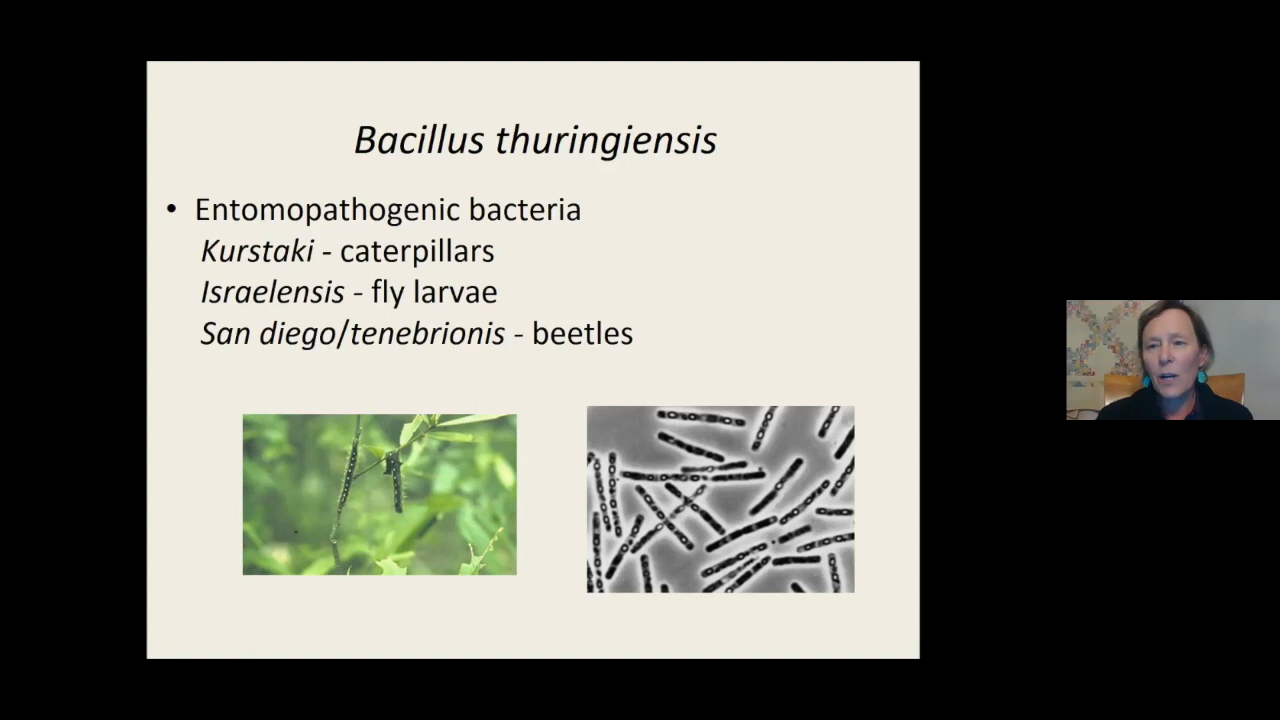 Bacillus thuringiensis
• Entomopathogenic bacteria
Kurstaki - caterpillars
Israelensis - fly larvae
San diego/tenebrionis - beetles